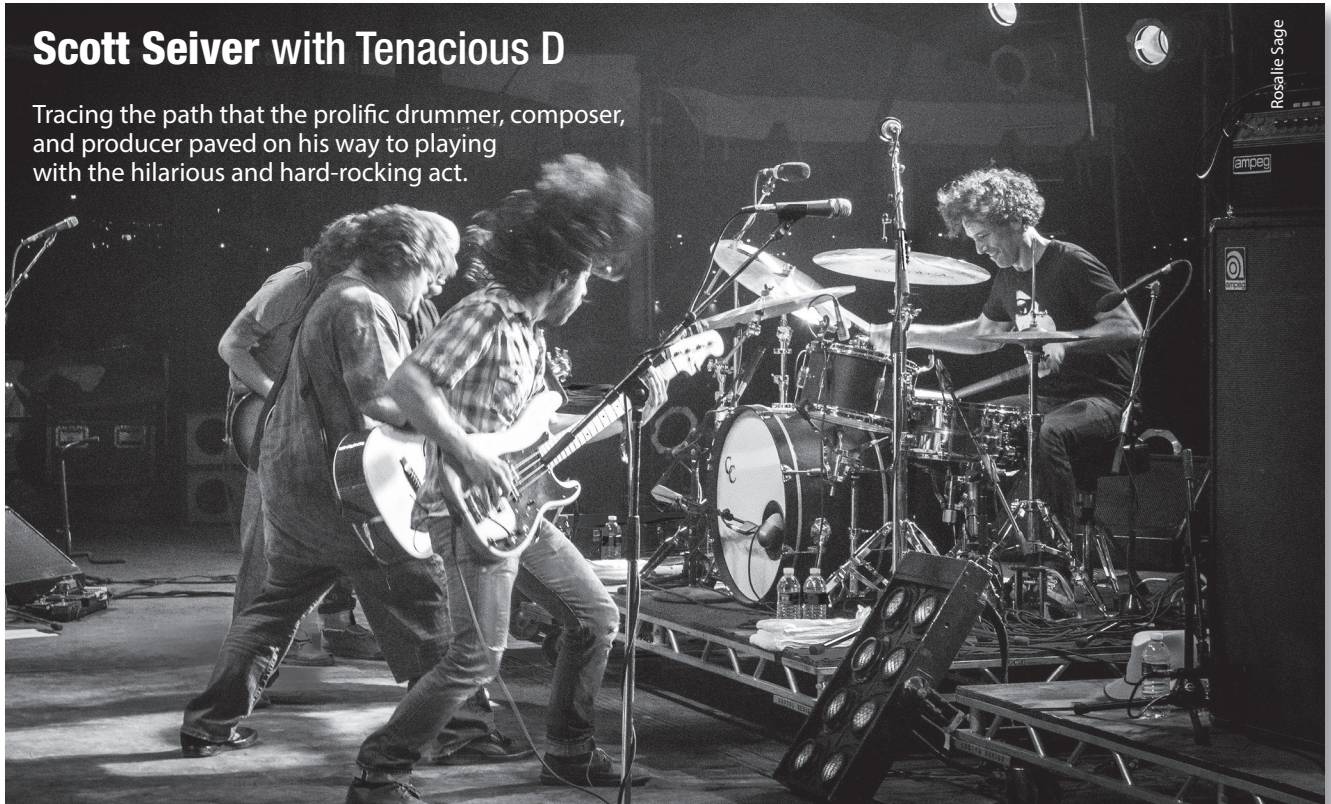 Scott Seiver with Tenacious D
Tracing the path that the prolific drummer, composer,
and producer paved on his way to playing
with the hilarious and hard-rocking act.
Rosalie Sage
ampeg
ampeg
CC